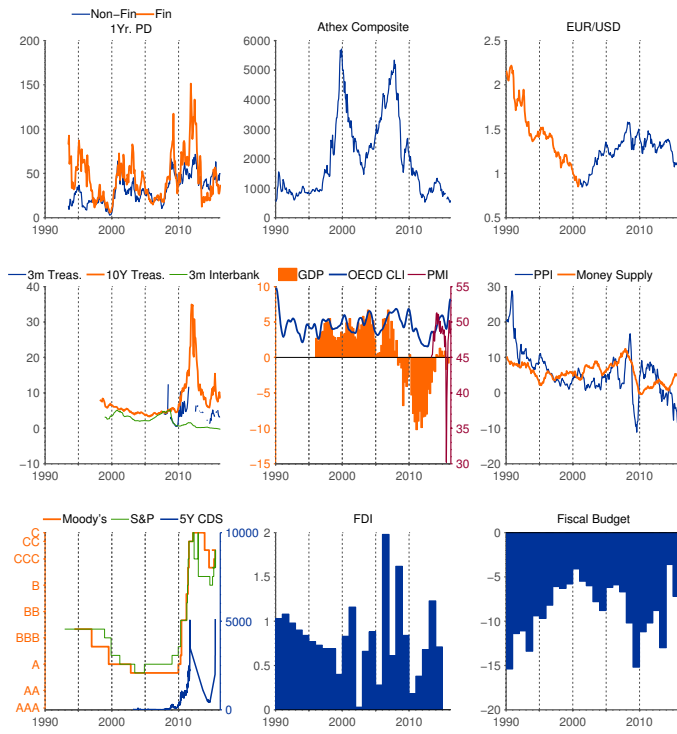 Non-Fin Fin
1Yr. PD
200
150
100
50
0
1990 2000 2010
Athex Composite
6000
5000
4000
3000
2000
1000
0
1990 2000 2010
EUR/USD
2.5
2
1.5
1
0.5
1990 2000 2010
3m Treas. 10Y Treas. 3m Interbank
40
30
20
10
0
−10
1990 2000 2010
GDP OECD CLI PMI
10
5
0
−5
−10
−15
55
50
45
40
35
30
1990 2000 2010
PPI Money Supply
40
30
20
10
0
−10
−20
1990 2000 2010
Moody's S&P 5Y CDS
C
CC
CCC
B
BB
BBB
A
AA
AAA
10000
5000
0
1990 2000 2010
FDI
2
1.5
1
0.5
0
1990 2000 2010
Fiscal Budget
0
−5
−10
−15
−20
1990 2000 2010